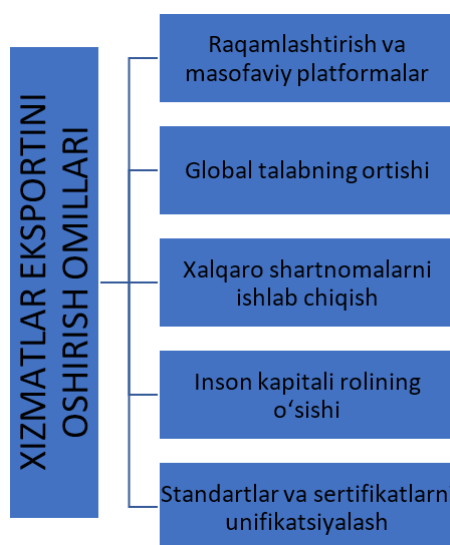 XIZMATLAR EKSPORTINI
OSHIRISH OMILLARI
Raqamlashtirish va
masofaviy platformalar
Global talabning ortishi
Xalqaro shartnomalarni
ishlab chiqish
Inson kapitali rolining
o‘sishi
Standartlar va sertifikatlarni
unifikatsiyalash